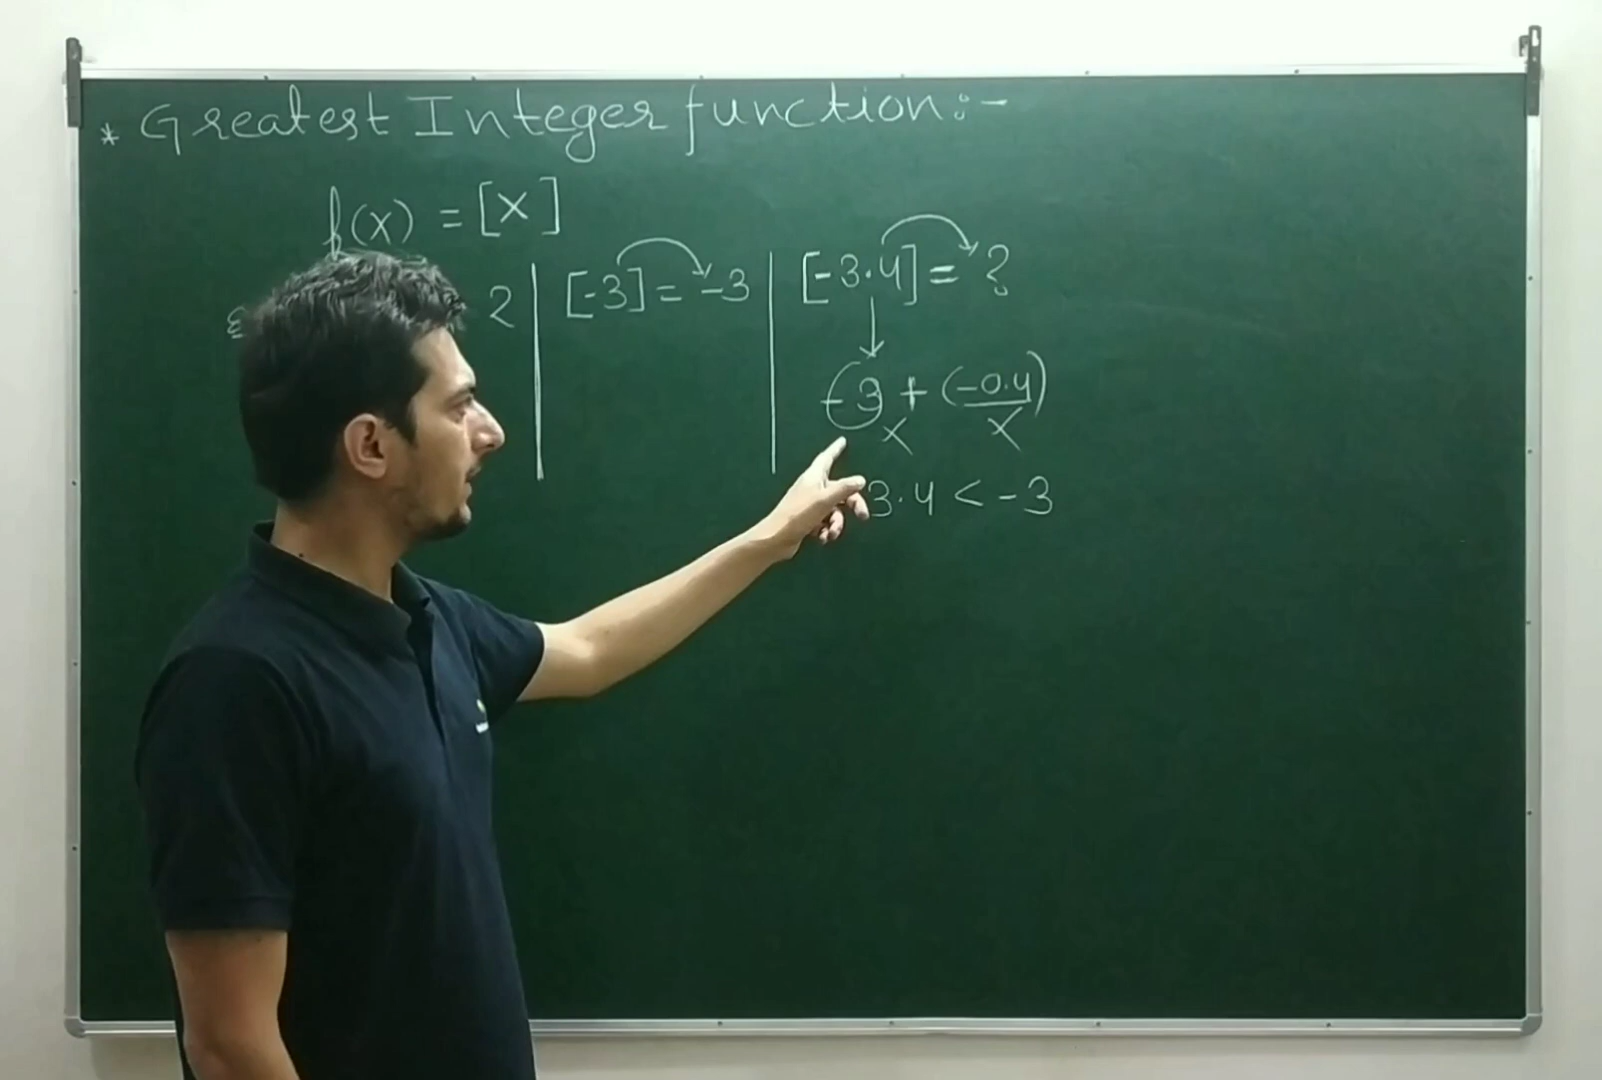 * Greatest Integer function:-
f(x) = [x]
2 | [-3] = -3 | [-3.4] = ?
-3 + (-0.4)
x x
3.4 < -3